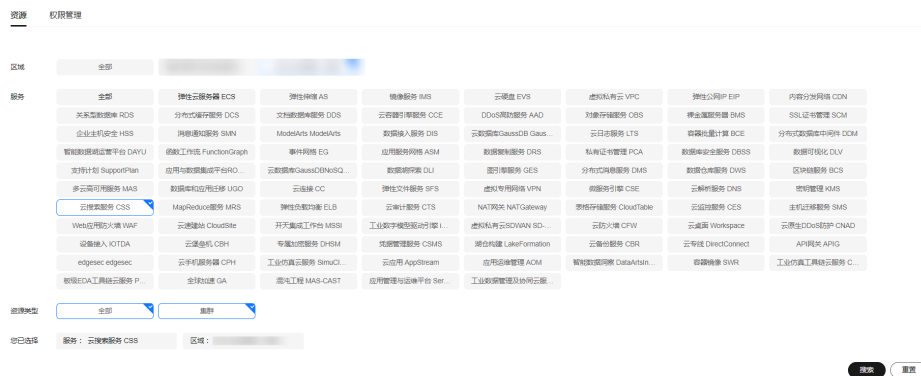 资源 权限管理
区域 全部
服务 全部 弹性云服务器 ECS 弹性伸缩 AS 镜像服务 IMS 云硬盘 EVS 虚拟私有云 VPC 弹性公网IP EIP 内容分发网络 CDN
关系型数据库 RDS 分布式缓存服务 DCS 文档数据库服务 DDS 云容器引擎服务 CCE DDoS高防服务 AAD 对象存储服务 OBS 裸金属服务器 BMS SSL证书管理 SCM
企业主机安全 HSS 消息通知服务 SMN ModelArts ModelArts 数据接入服务 DIS 云数据库GaussDB Gaus... 云日志服务 LTS 容器批量计算 BCE 分布式数据库中间件 DDM
智能数据湖运营平台 DAYU 函数工作流 FunctionGraph 事件网格 EG 应用服务网格 ASM 数据复制服务 DRS 私有证书管理 PCA 数据库安全服务 DBSS 数据可视化 DLV
支持计划 SupportPlan 应用与数据集成平台RO... 云数据库GaussDBNoSQ... 数据湖探索 DLI 图引擎服务 GES 分布式消息服务 DMS 数据仓库服务 DWS 区块链服务 BCS
多云高可用服务 MAS 数据库和应用迁移 UGO 云连接 CC 弹性文件服务 SFS 虚拟专用网络 VPN 微服务引擎 CSE 云解析服务 DNS 密钥管理 KMS
云搜索服务 CSS MapReduce服务 MRS 弹性负载均衡 ELB 云审计服务 CTS NAT网关 NATGateway 表格存储服务 CloudTable 云监控服务 CES 主机迁移服务 SMS
Web应用防火墙 WAF 云速建站 CloudSite 开天集成工作台 MSSI 工业数字模型驱动引擎 I... 虚拟私有云SDWAN SD-... 云防火墙 CFW 云桌面 Workspace 云原生DDoS防护 CNAD
设备接入 IOTDA 云堡垒机 CBH 专属加密服务 DHSM 凭据管理服务 CSMS 湖仓构建 LakeFormation 云备份服务 CBR 云专线 DirectConnect API网关 APIG
edgesec edgesec 云手机服务器 CPH 工业仿真云服务 SimuCl... 云应用 AppStream 应用运维管理 AOM 智能数据洞察 DataArtsIn... 容器镜像 SWR 工业仿真工具链云服务 C...
板级EDA工具链云服务 P... 全球加速 GA 混沌工程 MAS-CAST 应用管理与运维平台 Ser... 工业数据管理及协同云服...
资源类型 全部 集群
您已选择 服务： 云搜索服务 CSS 区域：
搜索 重置